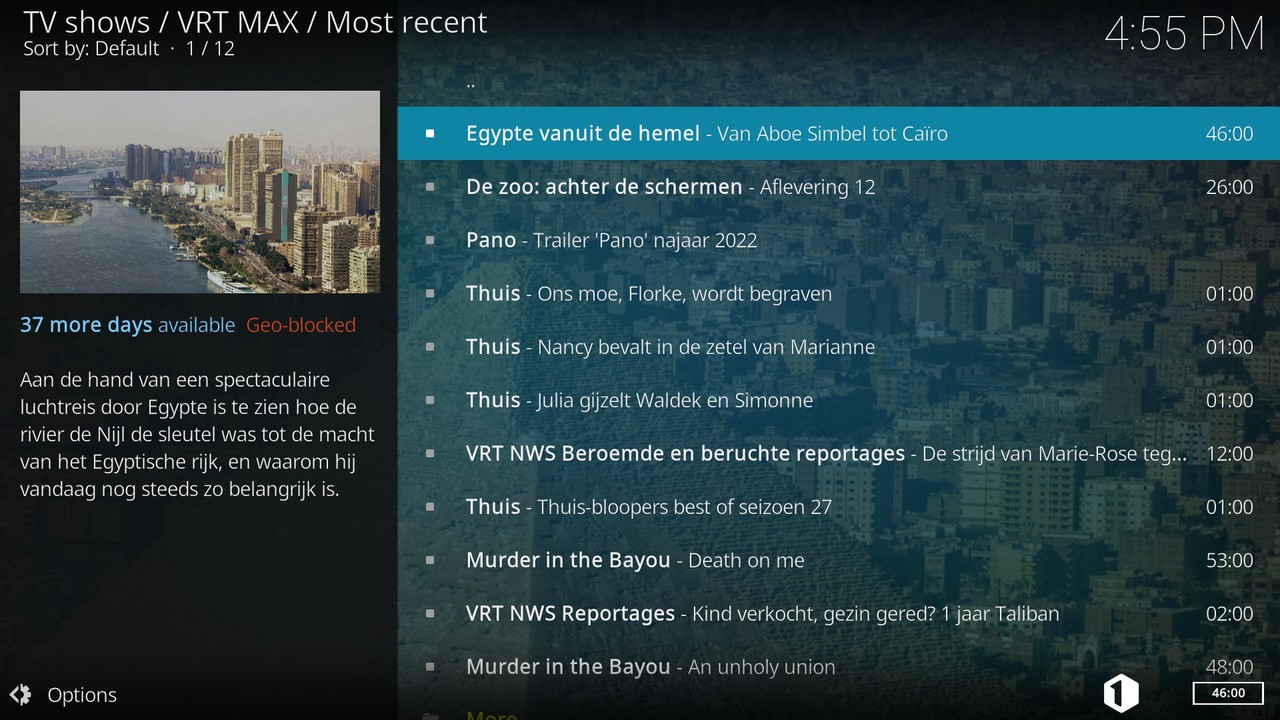 TV shows / VRT MAX / Most recent
Sort by: Default · 1 / 12
4:55 PM
..
Egypte vanuit de hemel - Van Aboe Simbel tot Caïro 46:00
De zoo: achter de schermen - Aflevering 12 26:00
Pano - Trailer 'Pano' najaar 2022
Thuis - Ons moe, Florke, wordt begraven 01:00
Thuis - Nancy bevalt in de zetel van Marianne 01:00
Thuis - Julia gijzelt Waldek en Simonne 01:00
VRT NWS Beroemde en beruchte reportages - De strijd van Marie-Rose teg... 12:00
Thuis - Thuis-bloopers best of seizoen 27 01:00
Murder in the Bayou - Death on me 53:00
VRT NWS Reportages - Kind verkocht, gezin gered? 1 jaar Taliban 02:00
Murder in the Bayou - An unholy union 48:00
More
37 more days available Geo-blocked
Aan de hand van een spectaculaire
luchtreis door Egypte is te zien hoe de
rivier de Nijl de sleutel was tot de macht
van het Egyptische rijk, en waarom hij
vandaag nog steeds zo belangrijk is.
Options
1
46:00